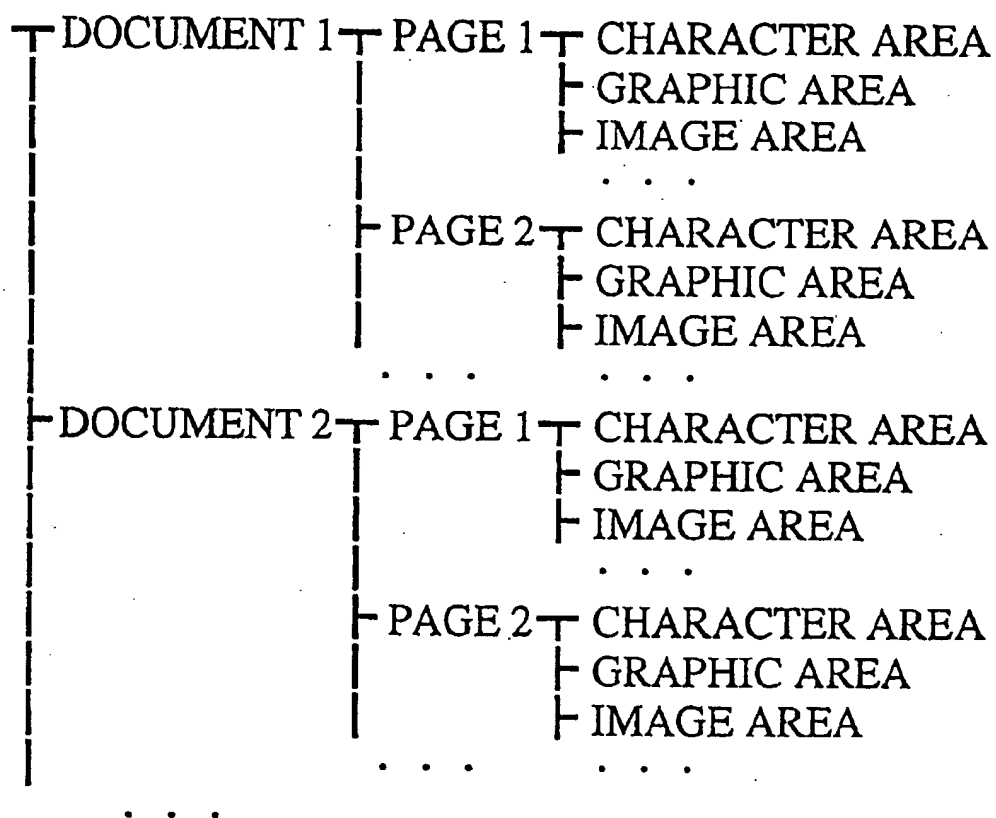 DOCUMENT 1 PAGE 1 CHARACTER AREA
GRAPHIC AREA
IMAGE AREA
. . .
PAGE 2 CHARACTER AREA
GRAPHIC AREA
IMAGE AREA
. . . . . .
DOCUMENT 2 PAGE 1 CHARACTER AREA
GRAPHIC AREA
IMAGE AREA
. . .
PAGE 2 CHARACTER AREA
GRAPHIC AREA
IMAGE AREA
. . . . . .
. . .